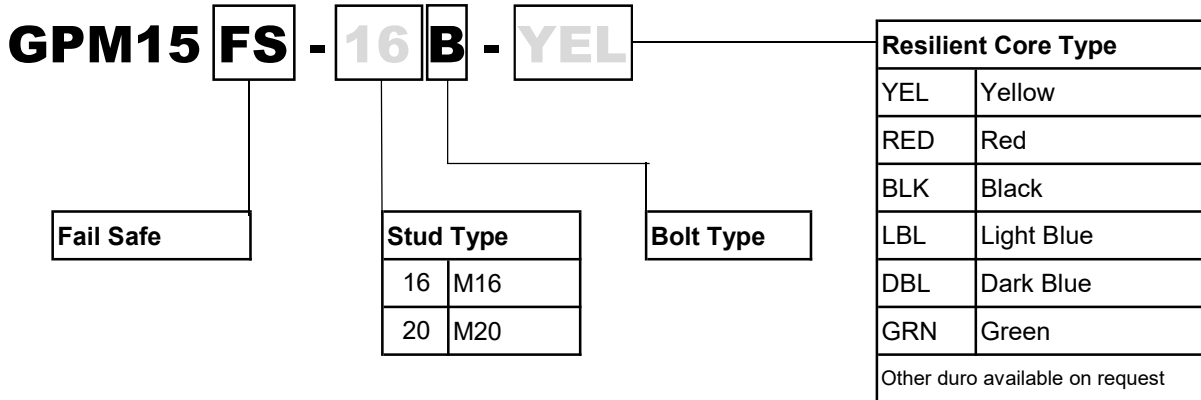 GPM15 FS - 16 B - YEL
Resilient Core Type
YEL Yellow
RED Red
BLK Black
LBL Light Blue
DBL Dark Blue
GRN Green
Other duro available on request
Fail Safe
Stud Type
16 M16
20 M20
Bolt Type